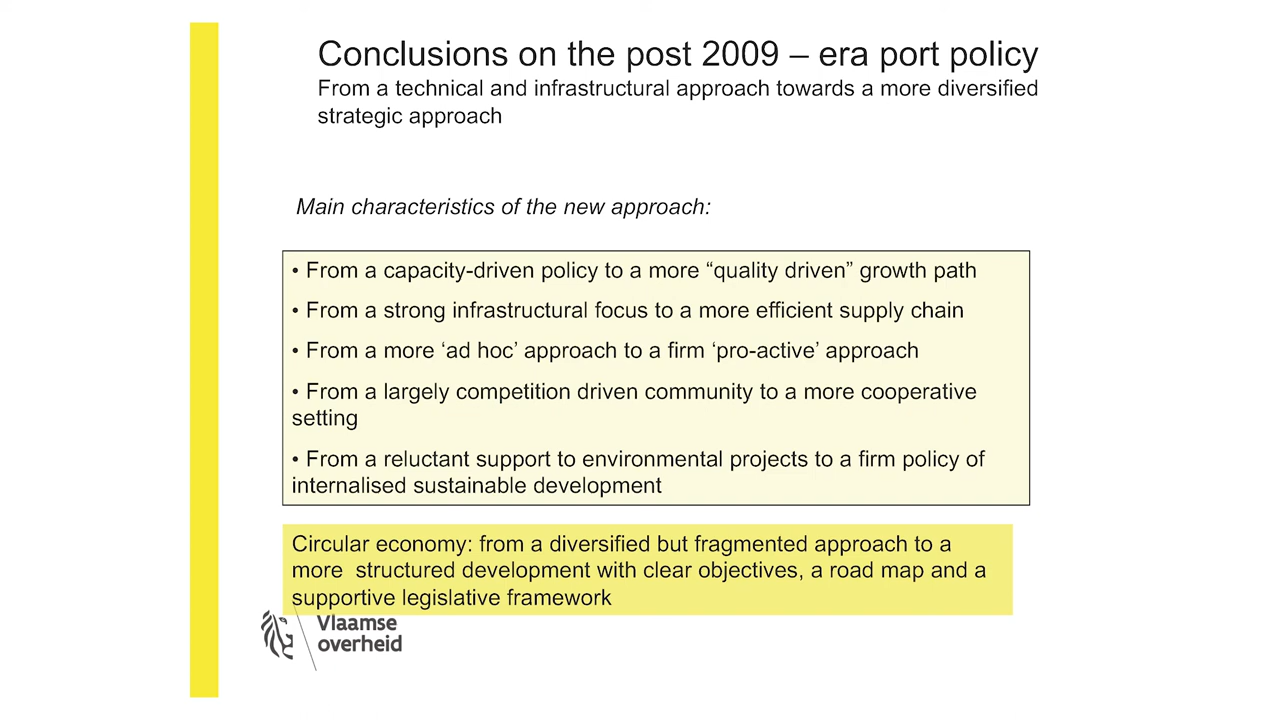 Conclusions on the post 2009 – era port policy
From a technical and infrastructural approach towards a more diversified
strategic approach
Main characteristics of the new approach:
• From a capacity-driven policy to a more “quality driven” growth path
• From a strong infrastructural focus to a more efficient supply chain
• From a more ‘ad hoc’ approach to a firm ‘pro-active’ approach
• From a largely competition driven community to a more cooperative
setting
• From a reluctant support to environmental projects to a firm policy of
internalised sustainable development
Circular economy: from a diversified but fragmented approach to a
more  structured development with clear objectives, a road map and a
supportive legislative framework
Vlaamse
overheid